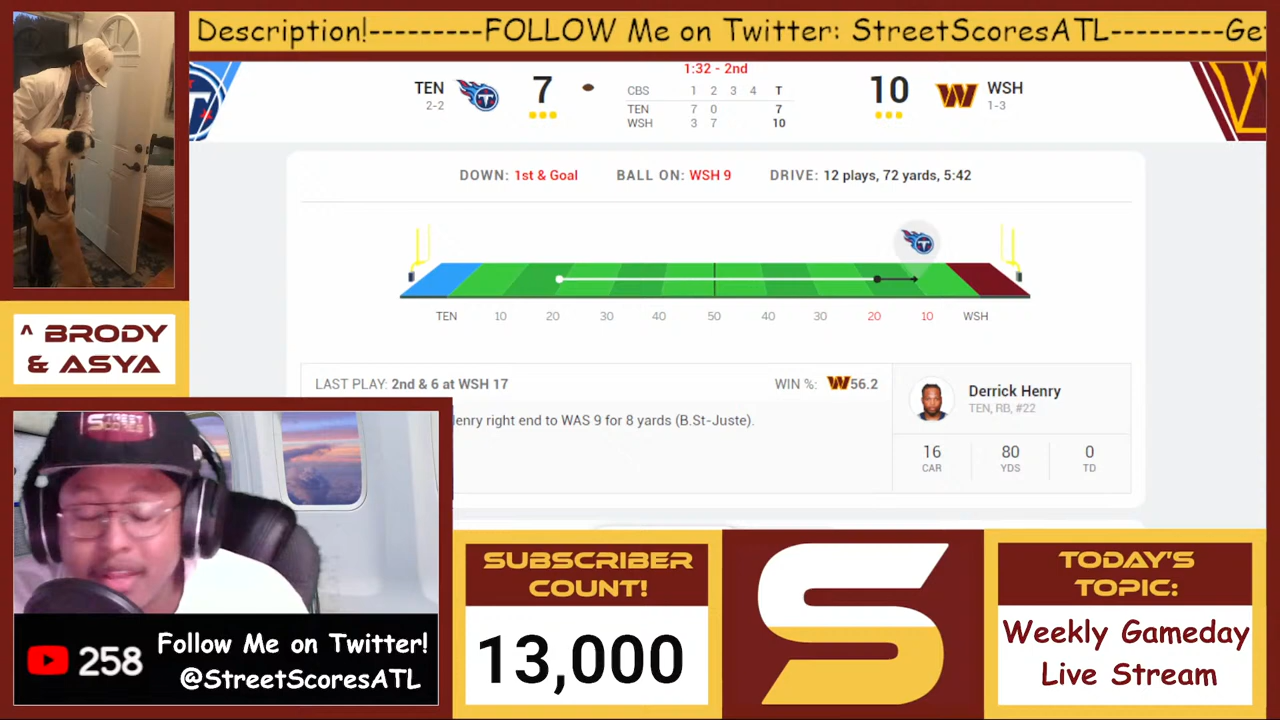 Description!---------FOLLOW Me on Twitter: StreetScoresATL---------Ge
TEN
2-2
7
1:32 - 2nd
CBS 1 2 3 4 T
TEN 7 0 7
WSH 3 7 10
10
WSH
1-3
DOWN: 1st & Goal BALL ON: WSH 9 DRIVE: 12 plays, 72 yards, 5:42
TEN 10 20 30 40 50 40 30 20 10 WSH
LAST PLAY: 2nd & 6 at WSH 17 WIN %: 56.2
enry right end to WAS 9 for 8 yards (B.St-Juste).
Derrick Henry
TEN, RB, #22
16 80 0
CAR YDS TD
^ BRODY
& ASYA
STREET
SCORES
258 Follow Me on Twitter!
@StreetScoresATL
SUBSCRIBER
COUNT!
13,000
S
TODAY'S
TOPIC:
Weekly Gameday
Live Stream